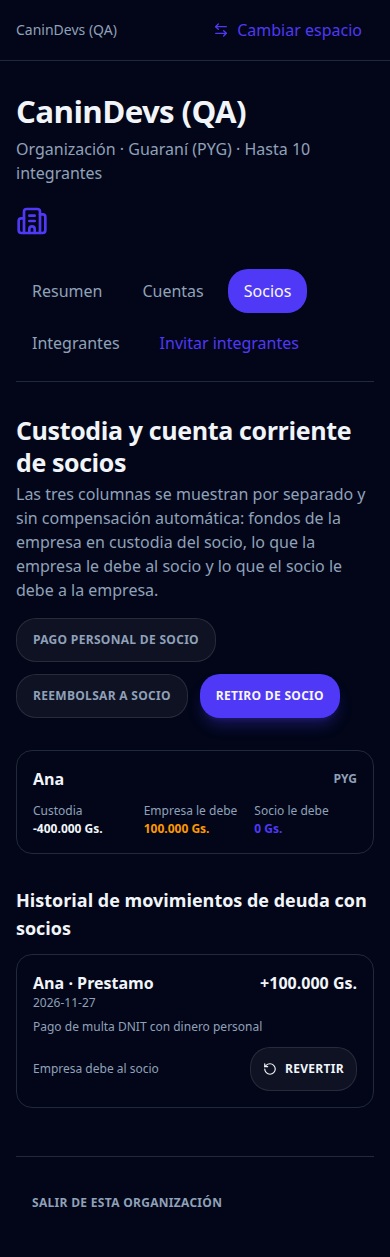 CaninDevs (QA)
Cambiar espacio
CaninDevs (QA)
Organización · Guaraní (PYG) · Hasta 10
integrantes
Resumen
Cuentas
Socios
Integrantes
Invitar integrantes
Custodia y cuenta corriente
de socios
Las tres columnas se muestran por separado y
sin compensación automática: fondos de la
empresa en custodia del socio, lo que la
empresa le debe al socio y lo que el socio le
debe a la empresa.
PAGO PERSONAL DE SOCIO
REEMBOLSAR A SOCIO
RETIRO DE SOCIO
Ana
PYG
Custodia
Empresa le debe
Socio le debe
-400.000 Gs.
100.000 Gs.
0 Gs.
Historial de movimientos de deuda con
socios
Ana · Prestamo
+100.000 Gs.
2026-11-27
Pago de multa DNIT con dinero personal
Empresa debe al socio
REVERTIR
SALIR DE ESTA ORGANIZACIÓN